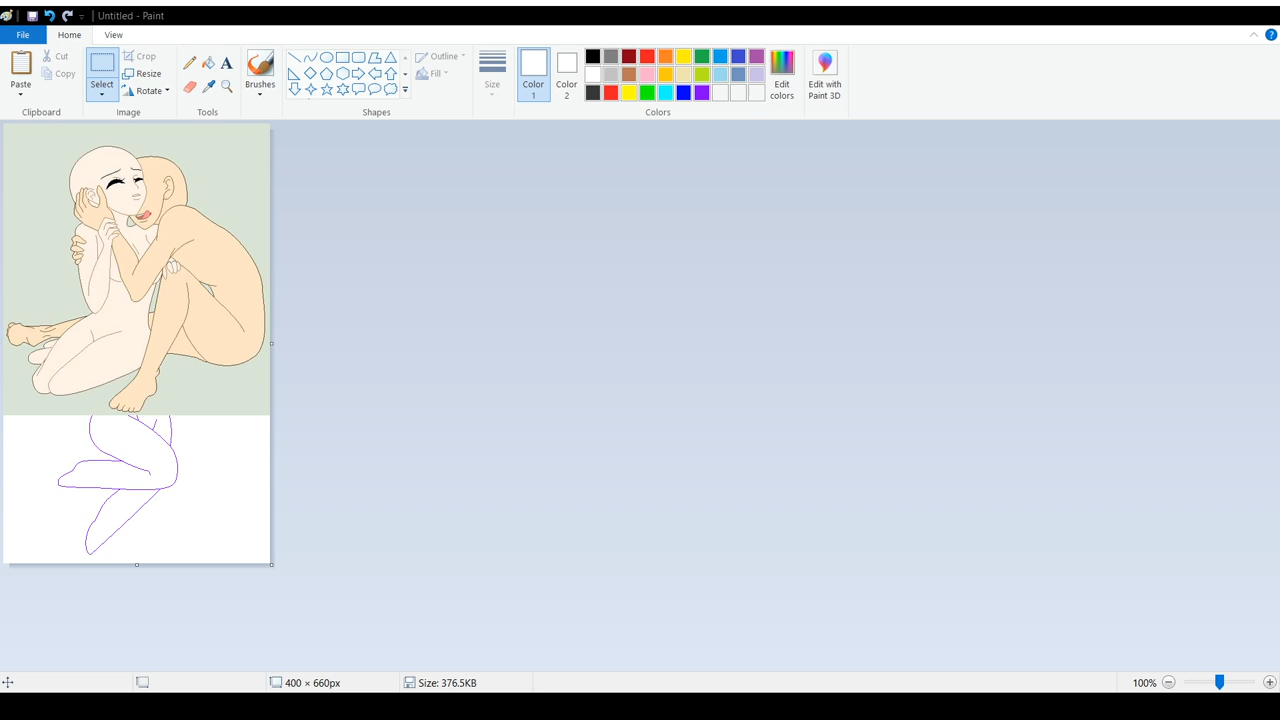 Untitled - Paint
File Home View
Paste Cut Copy Clipboard
Select Crop Resize Rotate Image
Tools
Brushes
Outline Fill Shapes
Size
Color 1 Color 2 Edit colors Colors
Edit with Paint 3D
400 × 660px Size: 376.5KB 100%